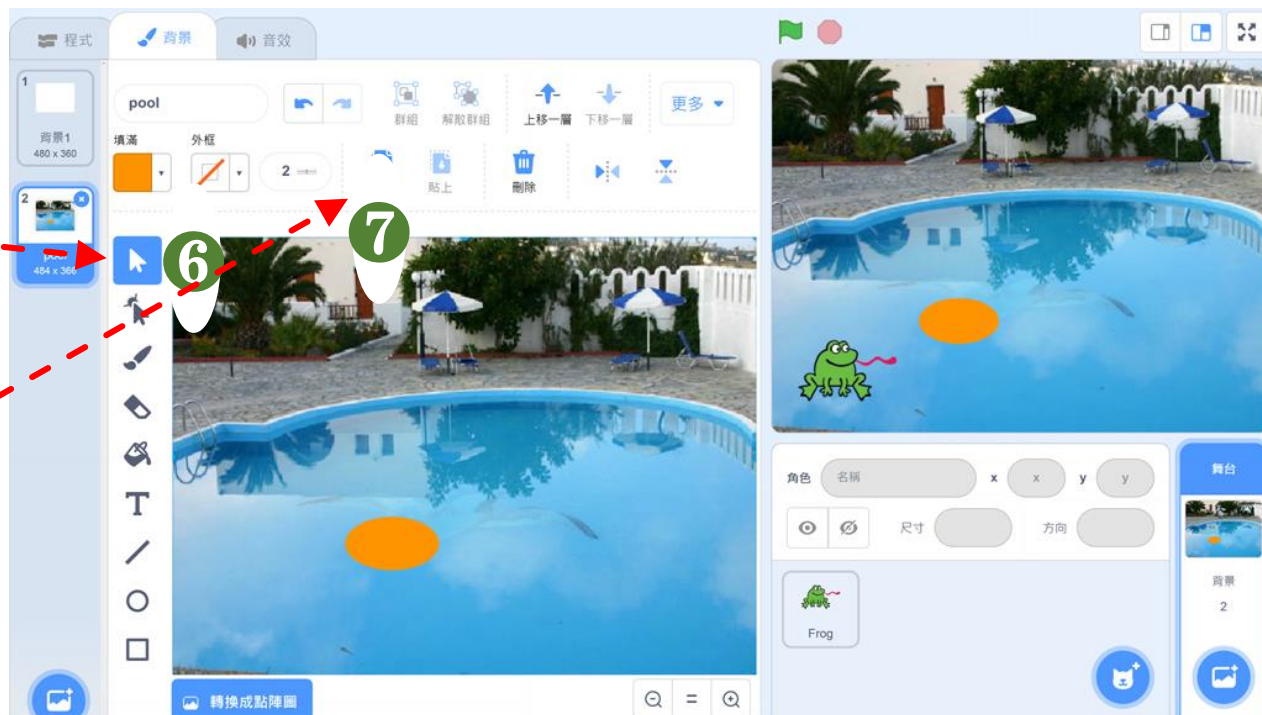 程式
背景
音效
1
背景1
480 x 360
2
pool
484 x 366
pool
群組
解散群組
上移一層
下移一層
更多
填滿
外框
2
貼上
刪除
6
7
T
轉換成點陣圖
=
角色
名稱
x
x
y
y
尺寸
方向
Frog
舞台
背景
2